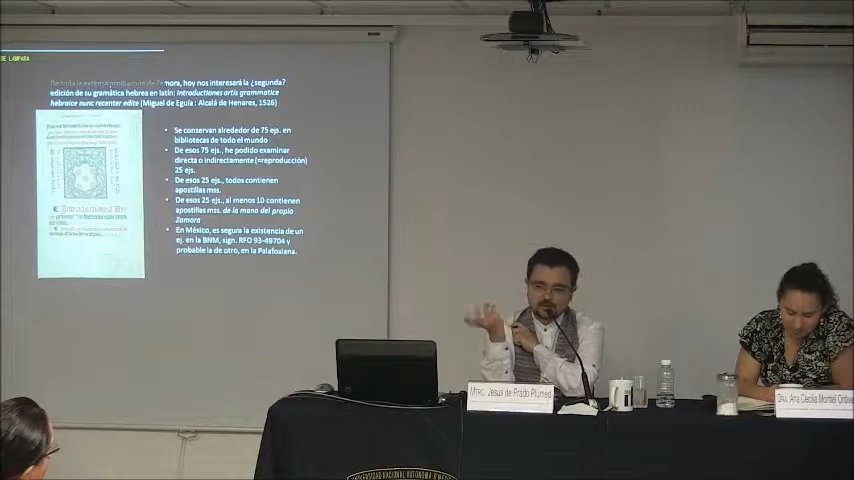 DE LAMPARA
De toda la extensa producción de Zamora, hoy nos interesará la ¿segunda?
edición de su gramática hebrea en latín: Introductiones artis grammatice
hebraice nunc recenter edite (Miguel de Eguía : Alcalá de Henares, 1526)
• Se conservan alrededor de 75 ejs. en
bibliotecas de todo el mundo
• De esos 75 ejs., he podido examinar
directa o indirectamente (=reproducción)
25 ejs.
• De esos 25 ejs., todos contienen
apostillas mss.
• De esos 25 ejs., al menos 10 contienen
apostillas mss. de la mano del propio
Zamora
• En México, es segura la existencia de un
ej. en la BNM, sign. RFO 93-49704 y
probable la de otro, en la Palafoxiana.
MTRO. Jesús de Prado Plumed
DRA. Ana Cecilia Montiel Ontive
UNIVERSIDAD NACIONAL AUTÓNOMA